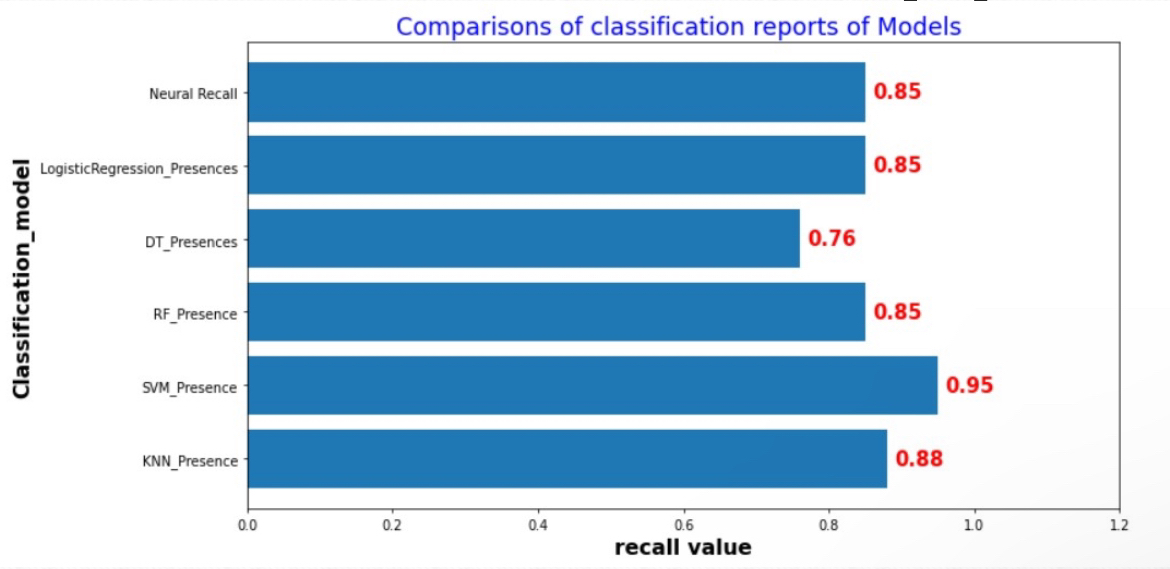 Comparisons of classification reports of Models
Classification_model
Neural Recall
0.85
LogisticRegression_Presences
0.85
DT_Presences
0.76
RF_Presence
0.85
SVM_Presence
0.95
KNN_Presence
0.88
0.0 0.2 0.4 0.6 0.8 1.0 1.2
recall value